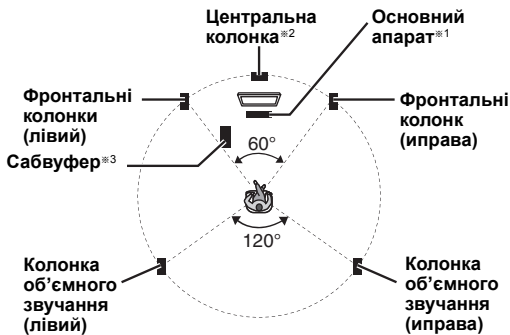 Центральна
колонка※2
Основний
апарат※1
Фронтальні
колонки
(лівий)
Фронтальні
колонк
(иправа)
Сабвуфер※3
60°
120°
Колонка
об’ємного
звучання
(лівий)
Колонка
об’ємного
звучання
(иправа)